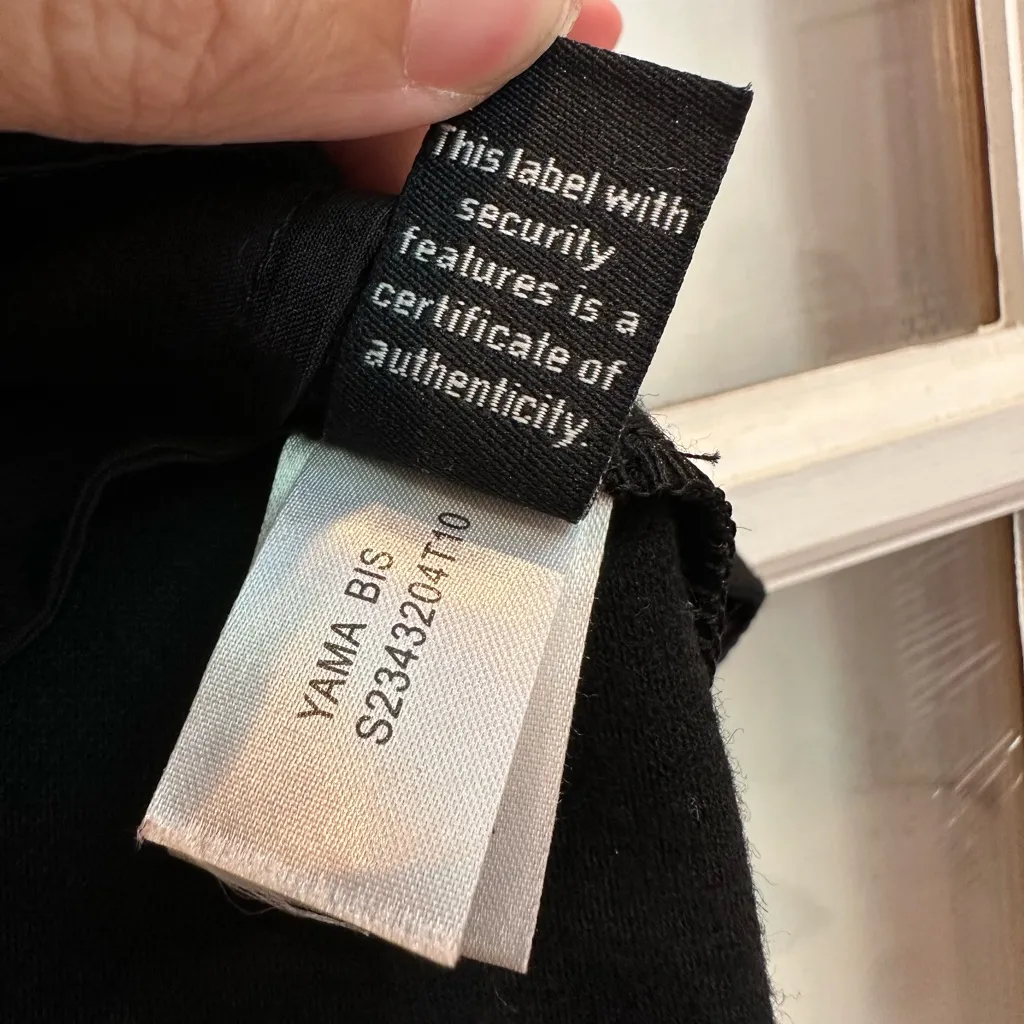 This label with
security
features is a
certificate of
authenticity.
YAMA BIS
S2343204T10